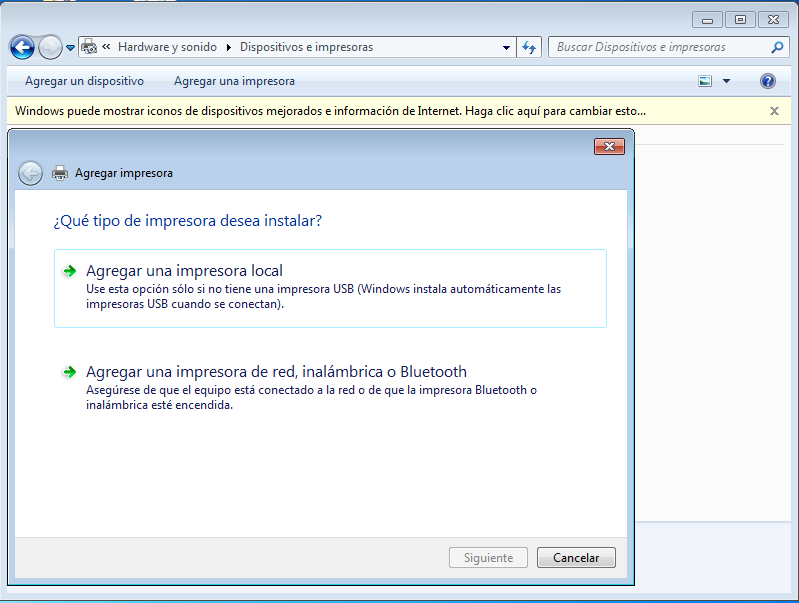 « Hardware y sonido Dispositivos e impresoras
Buscar Dispositivos e impresoras
Agregar un dispositivo Agregar una impresora
Windows puede mostrar iconos de dispositivos mejorados e información de Internet. Haga clic aquí para cambiar esto...
Agregar impresora
¿Qué tipo de impresora desea instalar?
Agregar una impresora local
Use esta opción sólo si no tiene una impresora USB (Windows instala automáticamente las
impresoras USB cuando se conectan).
Agregar una impresora de red, inalámbrica o Bluetooth
Asegúrese de que el equipo está conectado a la red o de que la impresora Bluetooth o
inalámbrica esté encendida.
Siguiente Cancelar